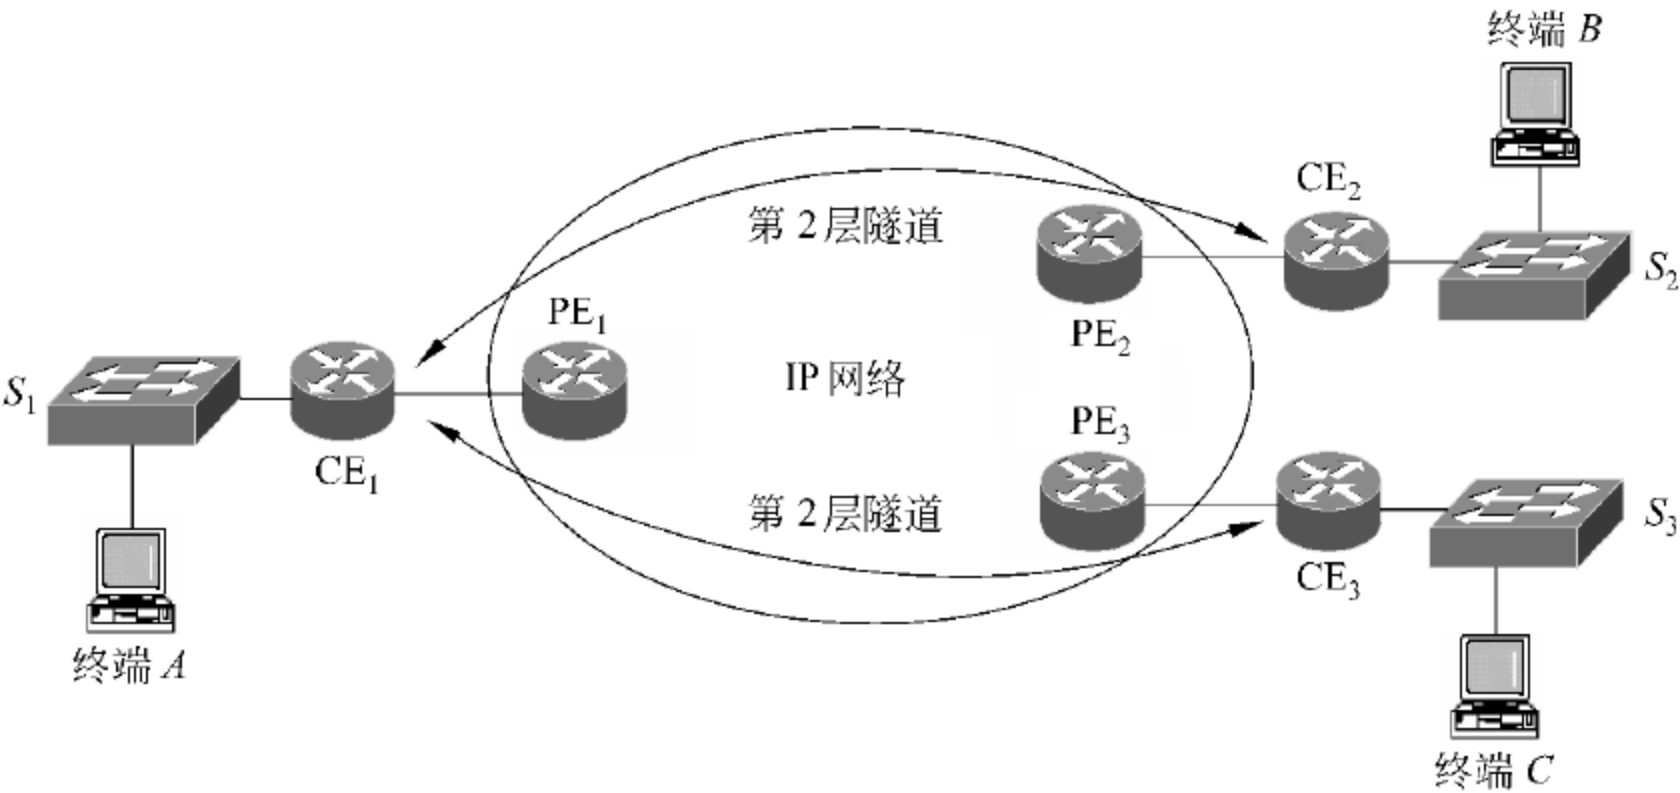 终端 B
CE2
第 2 层隧道
S2
PE1
PE2
IP 网络
S1
PE3
CE1
第 2 层隧道
S3
CE3
终端 A
终端 C